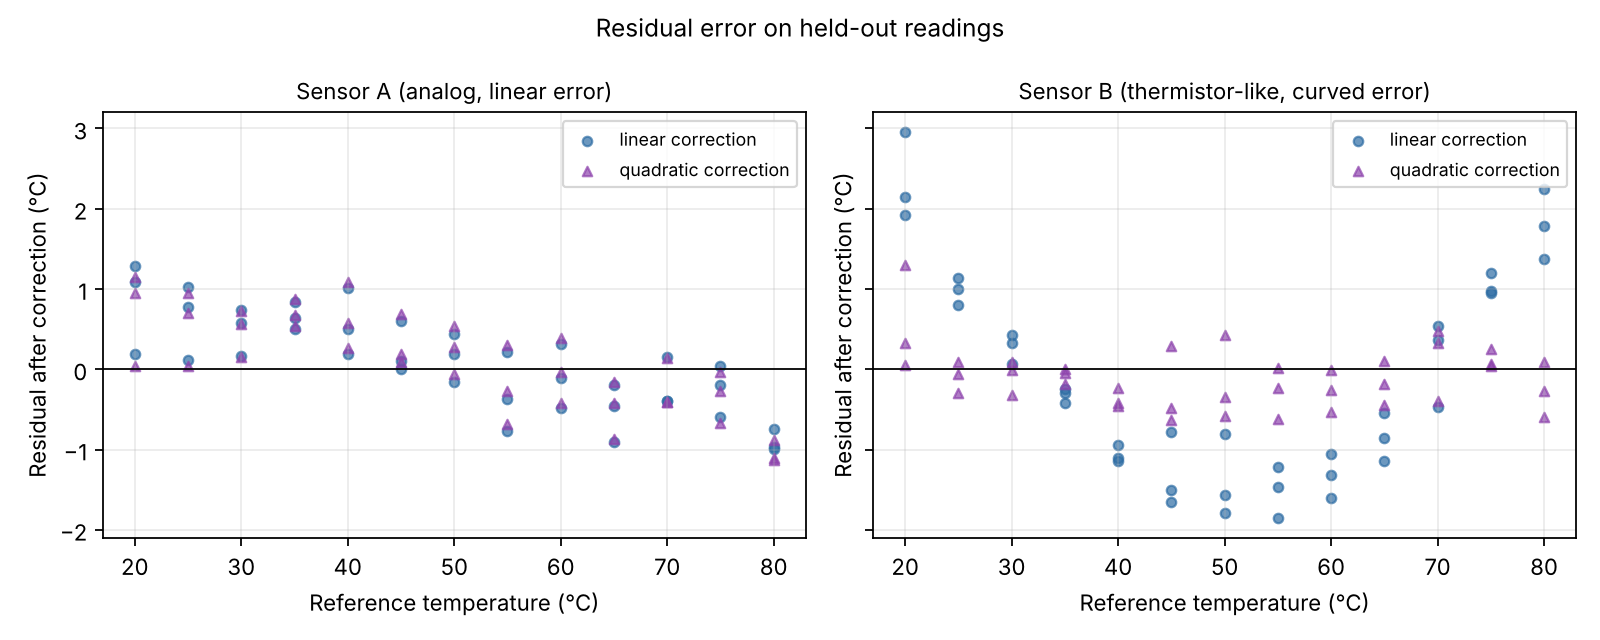 Residual error on held-out readings
Sensor A (analog, linear error)
Residual after correction (°C)
3
2
1
0
−1
−2
linear correction
quadratic correction
20 30 40 50 60 70 80
Reference temperature (°C)
Sensor B (thermistor-like, curved error)
Residual after correction (°C)
linear correction
quadratic correction
20 30 40 50 60 70 80
Reference temperature (°C)